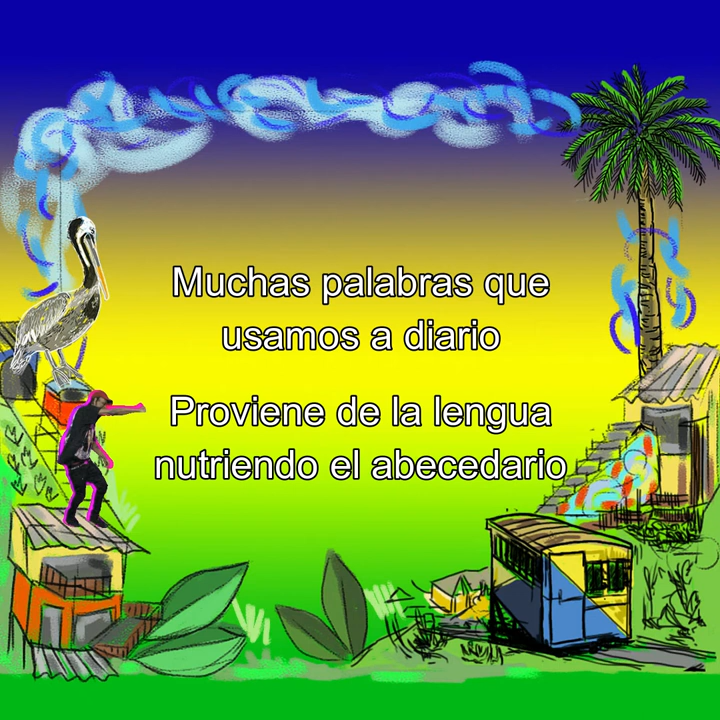 Muchas palabras que
usamos a diario
Proviene de la lengua
nutriendo el abecedario